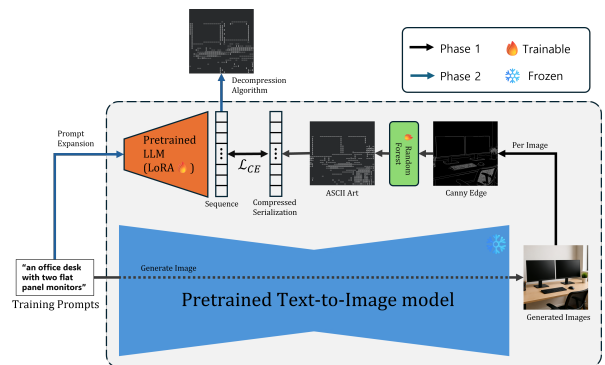 Phase 1
Trainable
Phase 2
Frozen
Decompression
Algorithm
Prompt
Expansion
Pretrained
LLM
(LoRA 🔥)
ℒCE
Sequence
Compressed
Serialization
ASCII Art
Random
Forest
Canny Edge
Per Image
"an office desk
with two flat
panel monitors"
Training Prompts
Generate Image
Pretrained Text-to-Image model
Generated Images